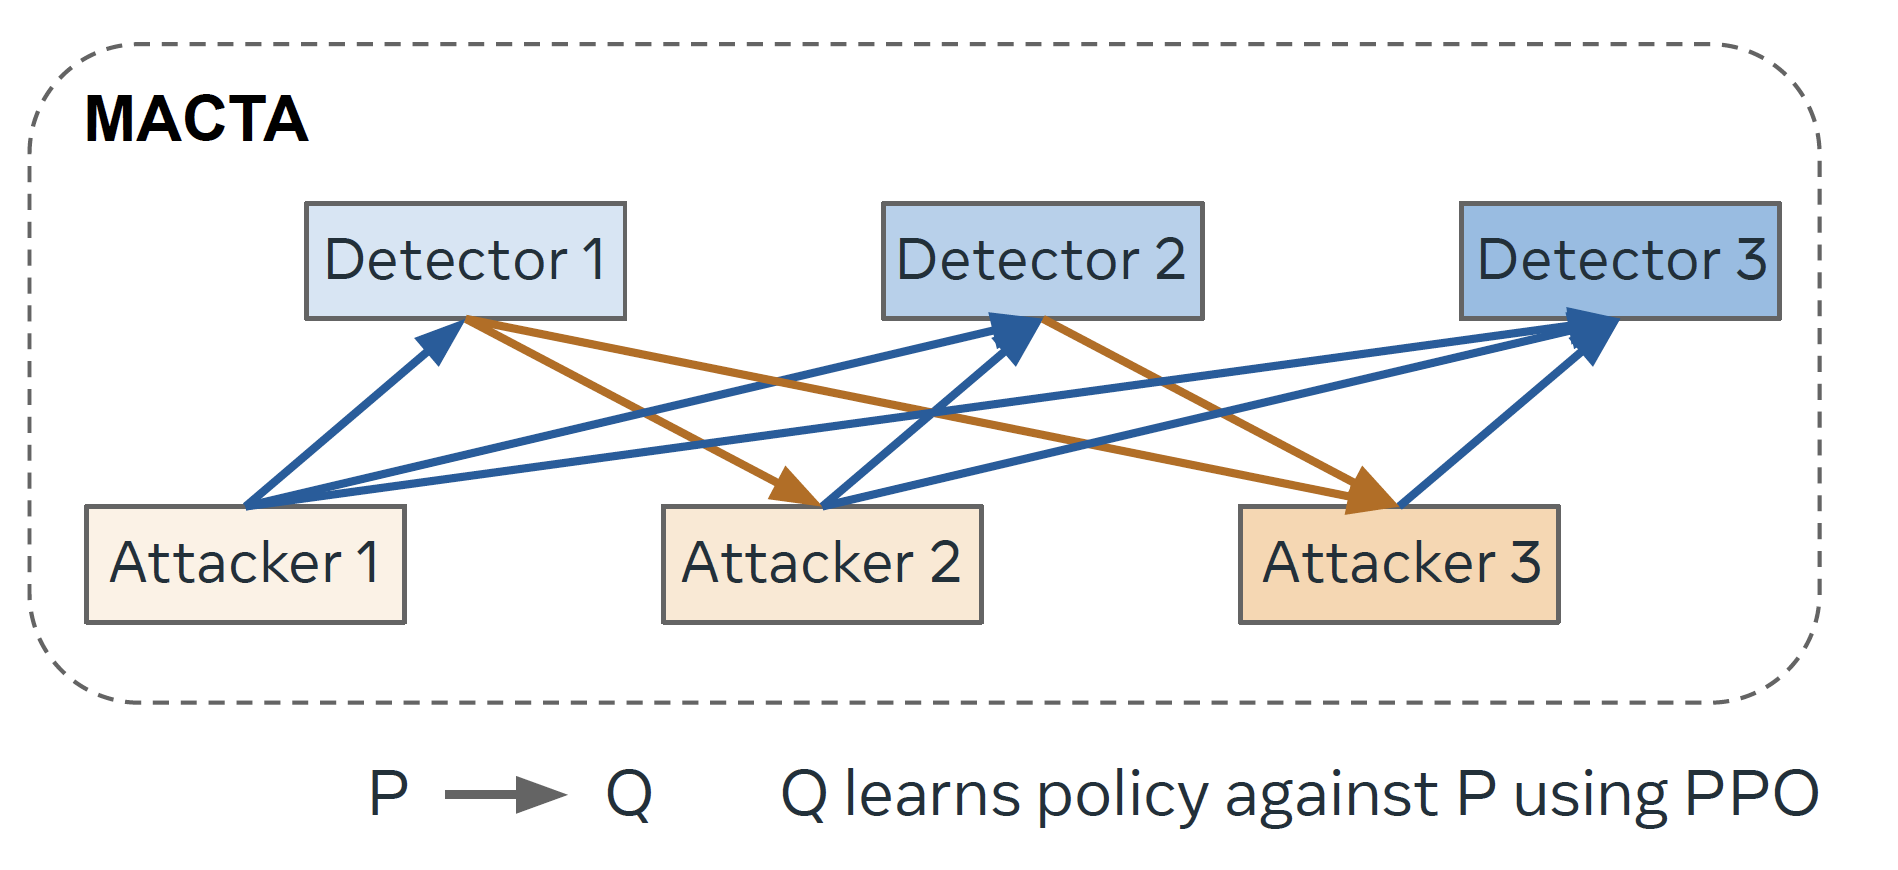 MACTA
Detector 1
Detector 2
Detector 3
Attacker 1
Attacker 2
Attacker 3
P Q Q learns policy against P using PPO